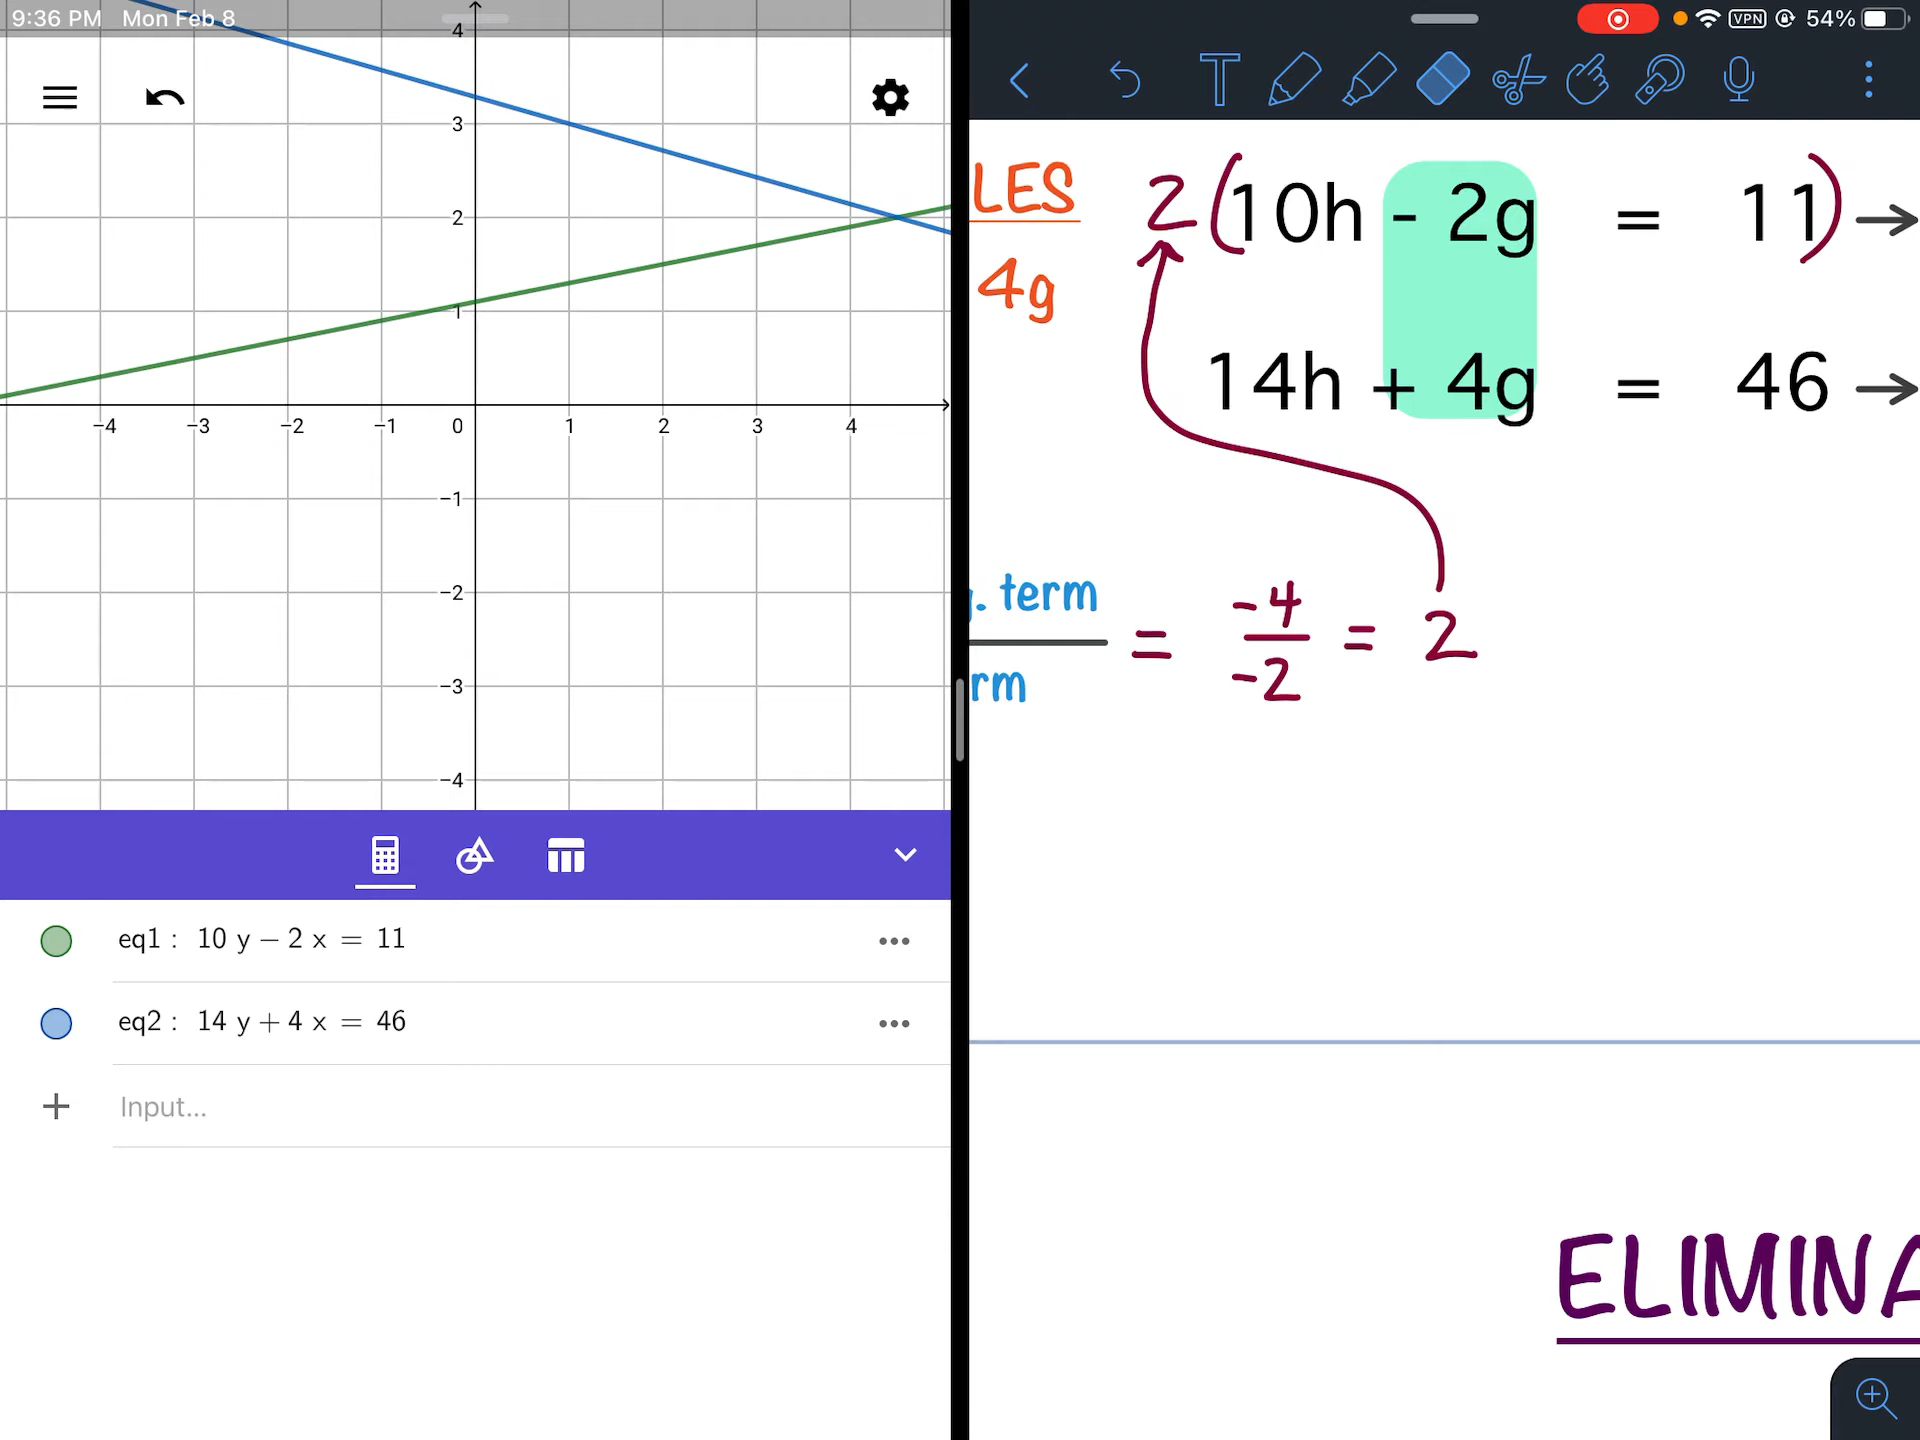 9:36 PM Mon Feb 8
4
3
2
1
-4 -3 -2 -1 0 1 2 3 4
-1
-2
-3
-4
eq1 : 10 y − 2 x = 11
eq2 : 14 y + 4 x = 46
Input...
VPN 54%
LES
4g
2(10h - 2g = 11) →
14h + 4g = 46 →
. term
rm
= -4/-2 = 2
ELIMINA